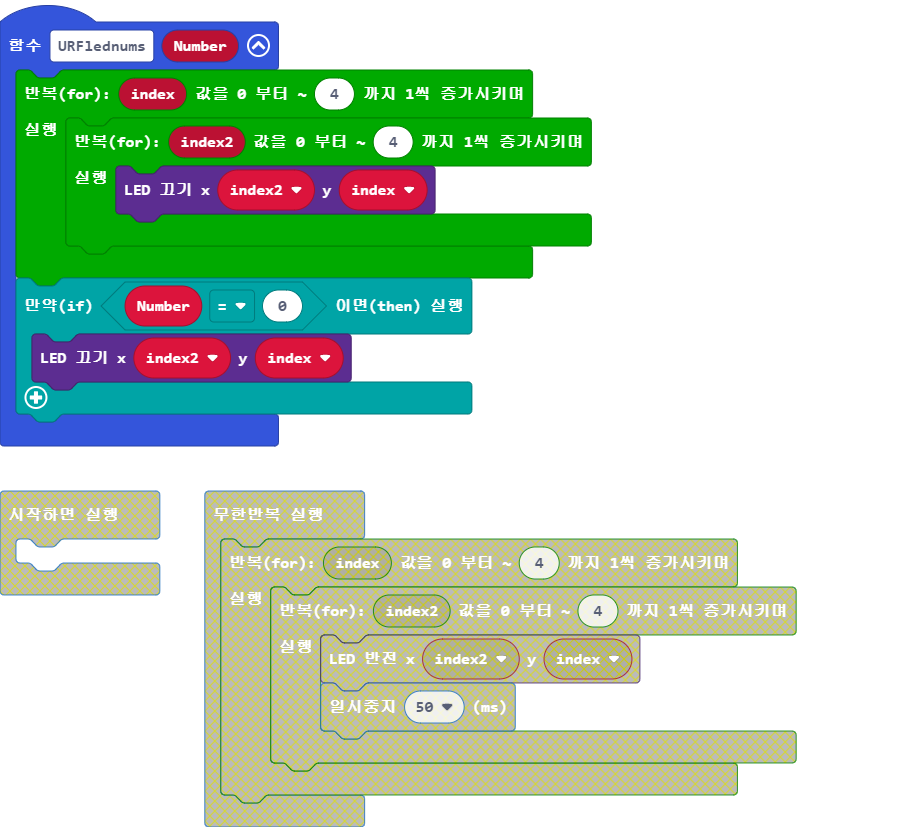 함수 URFlednums Number
반복(for): index 값을 0 부터 ~ 4 까지 1씩 증가시키며
실행
반복(for): index2 값을 0 부터 ~ 4 까지 1씩 증가시키며
실행
LED 끄기 x index2 y index
만약(if) Number = 0 이면(then) 실행
LED 끄기 x index2 y index
시작하면 실행
무한반복 실행
반복(for): index 값을 0 부터 ~ 4 까지 1씩 증가시키며
실행
반복(for): index2 값을 0 부터 ~ 4 까지 1씩 증가시키며
실행
LED 반전 x index2 y index
일시중지 50 (ms)